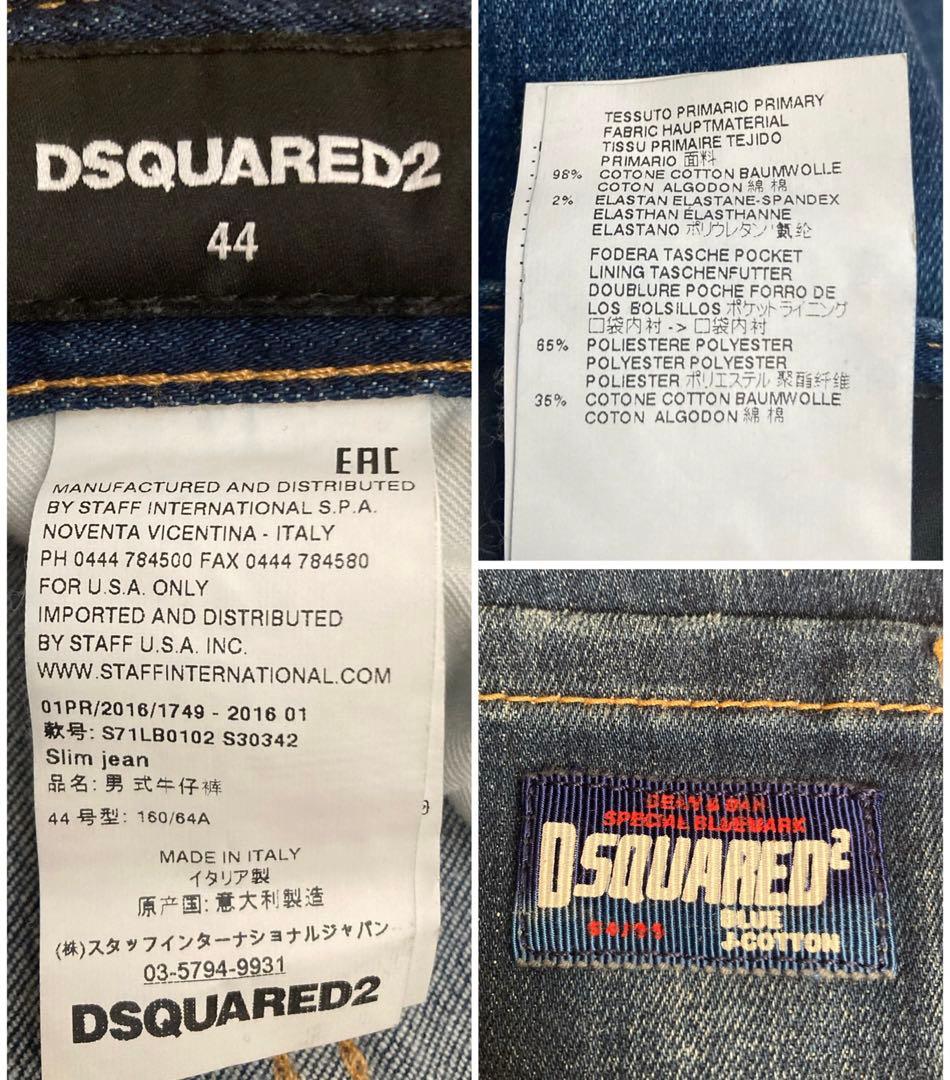 DSQUARED2
44
EAC
MANUFACTURED AND DISTRIBUTED
BY STAFF INTERNATIONAL S.P.A.
NOVENTA VICENTINA - ITALY
PH 0444 784500 FAX 0444 784580
FOR U.S.A. ONLY
IMPORTED AND DISTRIBUTED
BY STAFF U.S.A. INC.
WWW.STAFFINTERNATIONAL.COM
01PR/2016/1749 - 2016 01
款号: S71LB0102 S30342
Slim jean
品名: 男 式牛仔裤
44 号型: 160/64A
MADE IN ITALY
イタリア製
原产国: 意大利製造
(株)スタッフインターナショナルジャパン
03-5794-9931
DSQUARED2
TESSUTO PRIMARIO PRIMARY
FABRIC HAUPTMATERIAL
TISSU PRIMAIRE TEJIDO
PRIMARIO 面料
98% COTONE COTTON BAUMWOLLE
COTON ALGODON 綿 棉
2% ELASTAN ELASTANE-SPANDEX
ELASTHAN ÉLASTHANNE
ELASTANO ポリウレタン 氨纶
FODERA TASCHE POCKET
LINING TASCHENFUTTER
DOUBLURE POCHE FORRO DE
LOS BOLSILLOS ポケットライニング
口袋内衬 -> 口袋内衬
65% POLIESTERE POLYESTER
POLYESTER POLYESTER
POLIESTER ポリエステル 聚酯纤维
35% COTONE COTTON BAUMWOLLE
COTON ALGODON 綿 棉
SPECIAL BLUEMARK
DSQUARED²
BLUE
J-COTTON